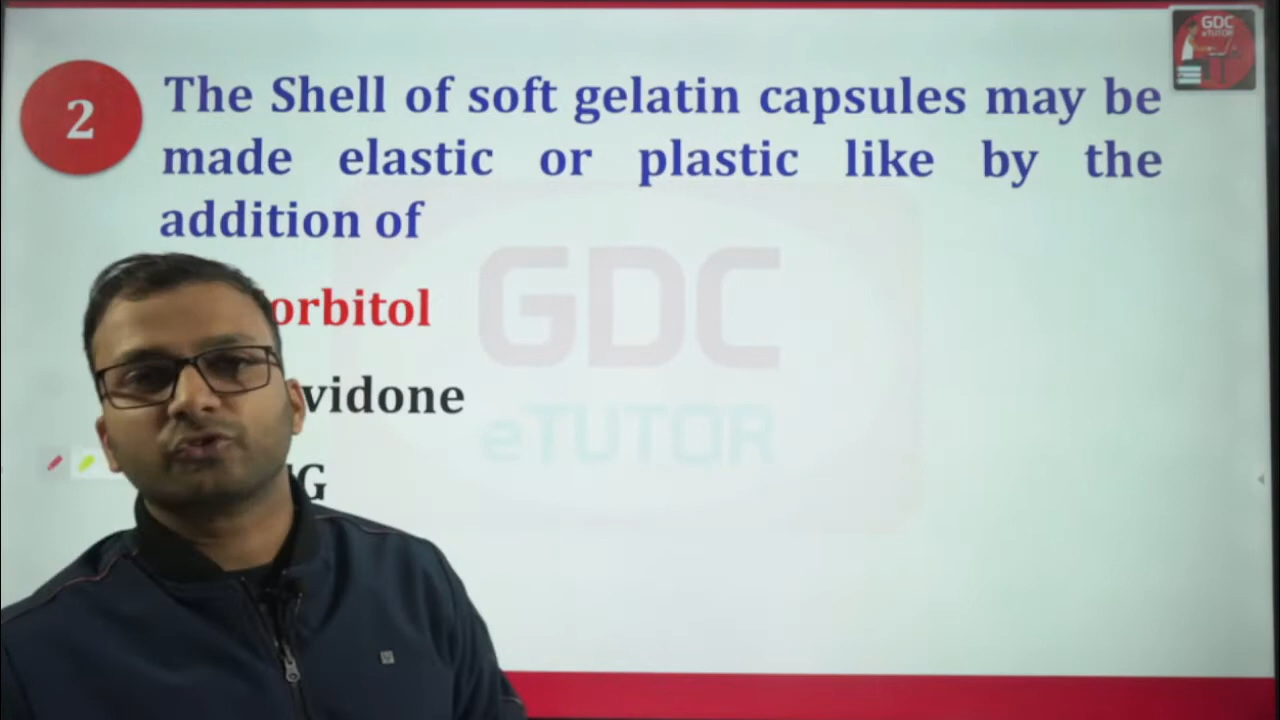 GDC
eTUTOR
2
The Shell of soft gelatin capsules may be
made elastic or plastic like by the
addition of
orbitol
vidone
G
GDC
eTUTOR